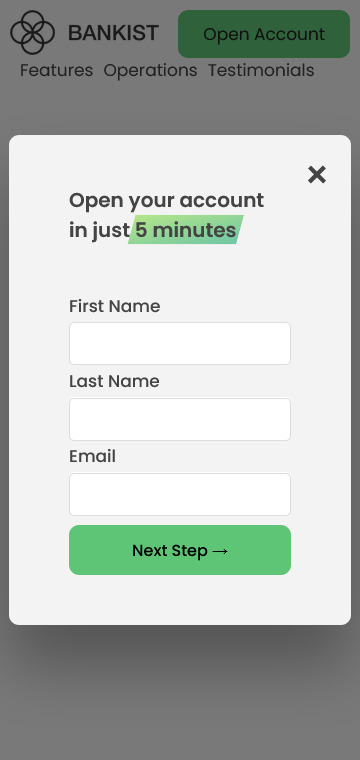 BANKIST
Open Account
Features Operations Testimonials
Open your account
in just 5 minutes
First Name
Last Name
Email
Next Step →